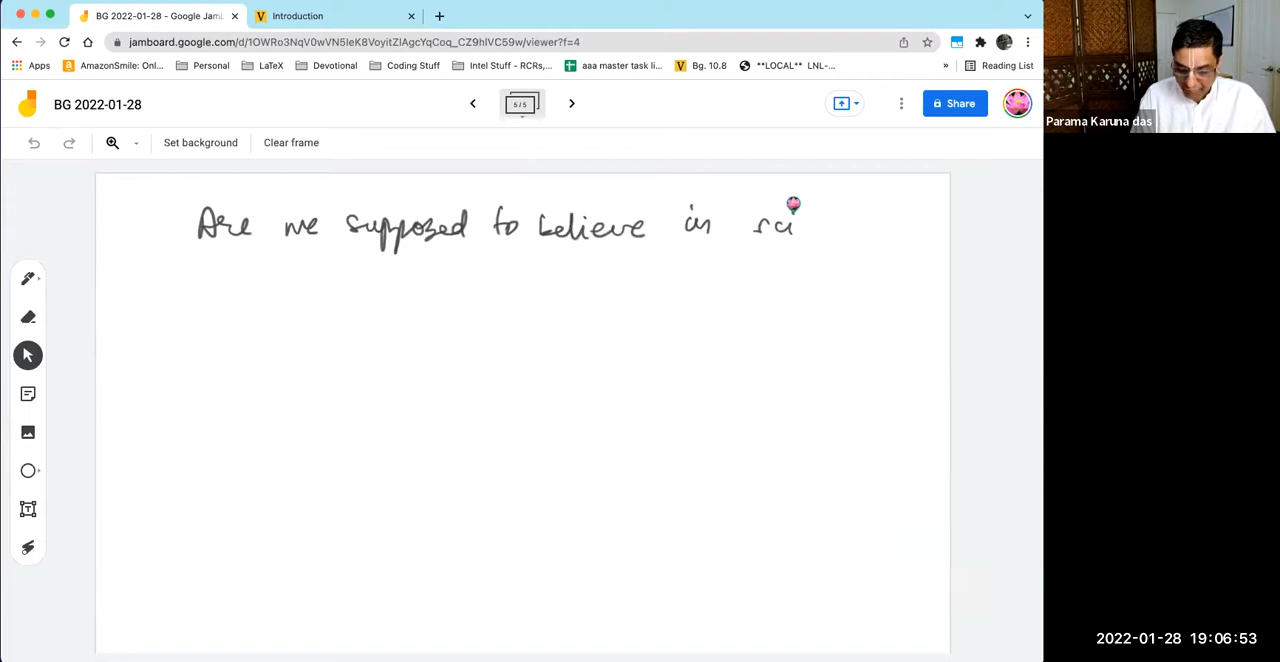 BG 2022-01-28 - Google Jam
Introduction
jamboard.google.com/d/1OWRo3NqV0wVN5IeK8VoyitZlAgcYqCoq_CZ9hIVC59w/viewer?f=4
Apps AmazonSmile: Onl... Personal LaTeX Devotional Coding Stuff Intel Stuff - RCRs,... aaa master task li... Bg. 10.8 **LOCAL** LNL-... » Reading List
BG 2022-01-28
5/5
Share
Set background Clear frame
Are we supposed to believe in sci
Parama Karuna das
2022-01-28 19:06:53